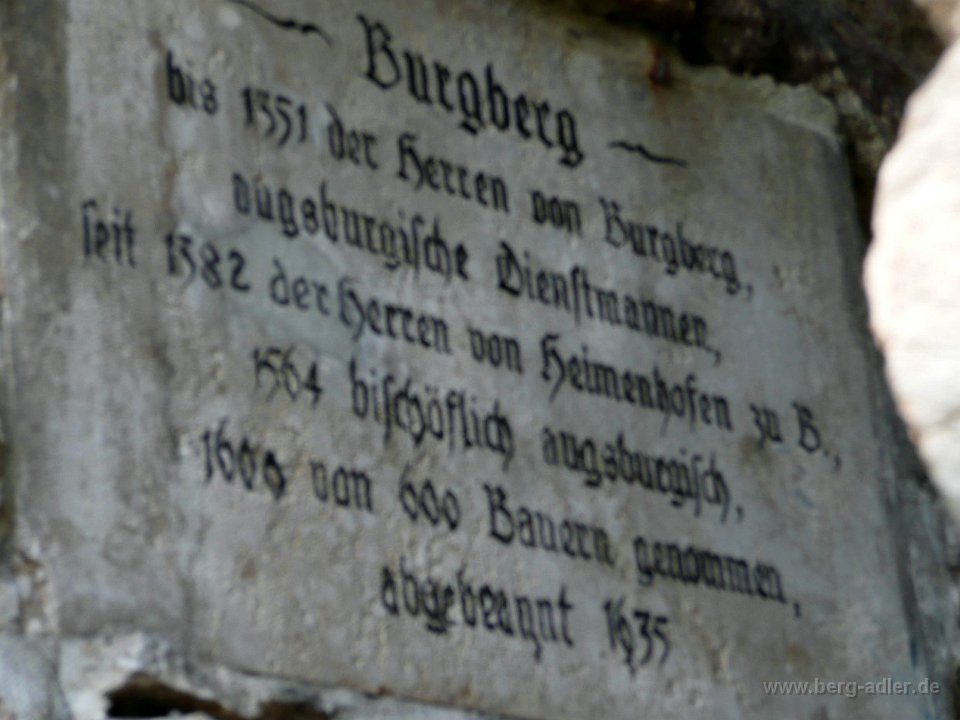 ~ Burgberg ~
bis 1351 der Herren von Burgberg,
augsburgische Dienstmannen,
seit 1382 der Herren von Heimenhofen zu B.,
1564 bischöflich augsburgisch,
von 600 Bauern genommen,
abgebrannt 1635
www.berg-adler.de